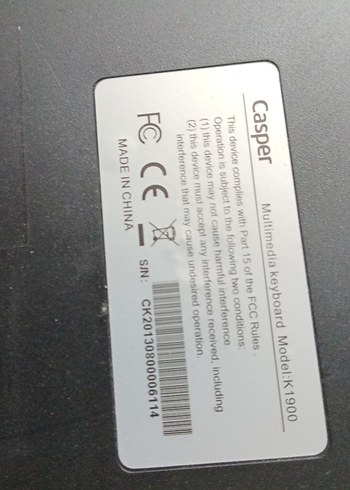 Casper Multimedia keyboard Model:K1900
This device complies with Part 15 of the FCC Rules .
Operation is subject to the following two conditions:
(1) this device may not cause harmful interference.
(2) this device must accept any interference received, including
interference that may cause undesired operation.
FC CE
MADE IN CHINA
S/N: CK20130800006114